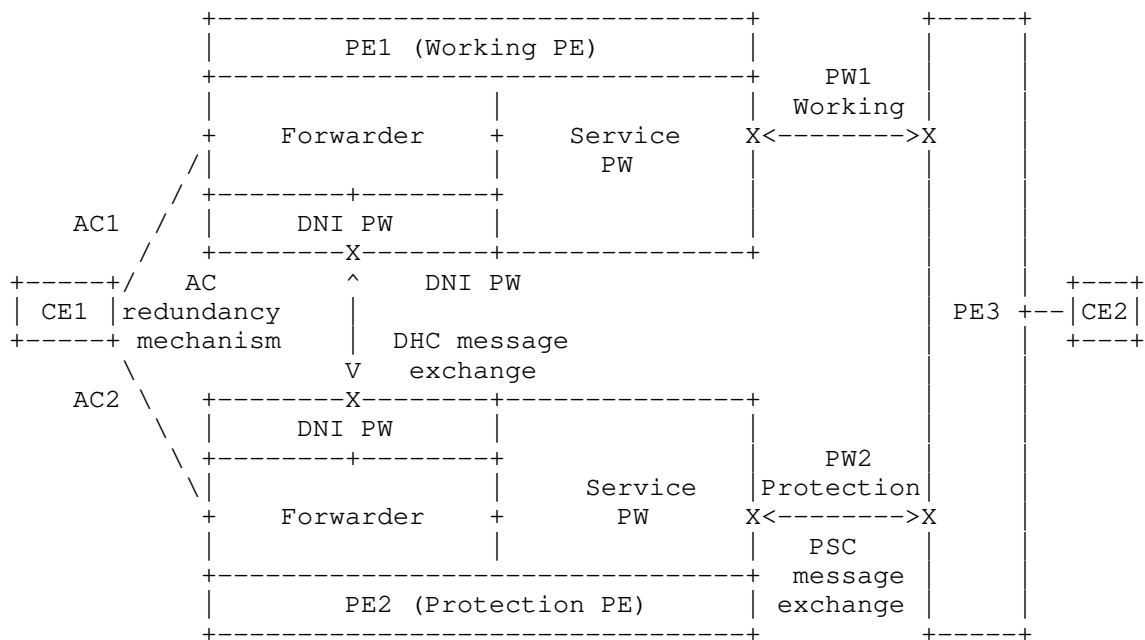 PE1 (Working PE)
PW1
Working
Forwarder Service
PW
AC1 DNI PW
AC DNI PW
CE1 redundancy PE3 CE2
mechanism DHC message
exchange
V
AC2
X
DNI PW
PW2
Service Protection
Forwarder PW X<-------->X
PSC
message
PE2 (Protection PE) exchange